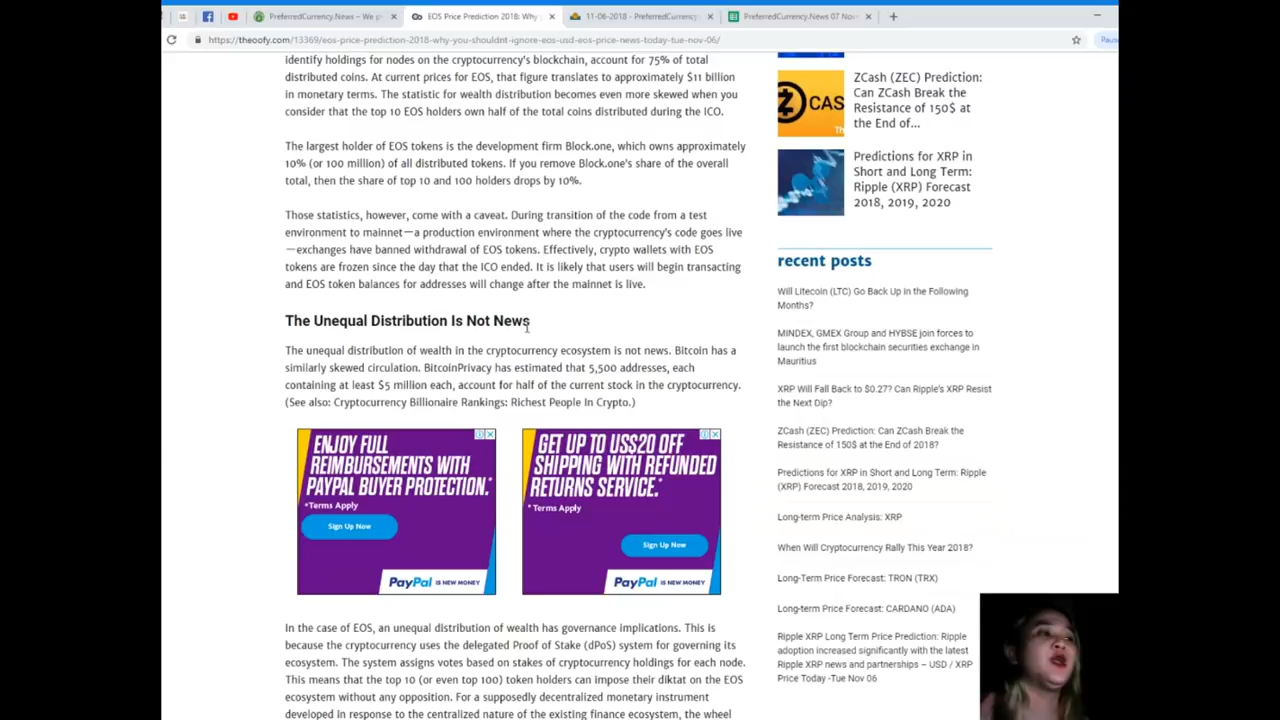 PreferredCurrency.News – We p
EOS Price Prediction 2018: Why y
11-06-2018 - PreferredCurrency
PreferredCurrency.News 07 Nov
https://theoofy.com/13369/eos-price-prediction-2018-why-you-shouldnt-ignore-eos-usd-eos-price-news-today-tue-nov-06/
Paus
identify holdings for nodes on the cryptocurrency's blockchain, account for 75% of total
distributed coins. At current prices for EOS, that figure translates to approximately $11 billion
in monetary terms. The statistic for wealth distribution becomes even more skewed when you
consider that the top 10 EOS holders own half of the total coins distributed during the ICO.
The largest holder of EOS tokens is the development firm Block.one, which owns approximately
10% (or 100 million) of all distributed tokens. If you remove Block.one's share of the overall
total, then the share of top 10 and 100 holders drops by 10%.
Those statistics, however, come with a caveat. During transition of the code from a test
environment to mainnet—a production environment where the cryptocurrency's code goes live
—exchanges have banned withdrawal of EOS tokens. Effectively, crypto wallets with EOS
tokens are frozen since the day that the ICO ended. It is likely that users will begin transacting
and EOS token balances for addresses will change after the mainnet is live.
The Unequal Distribution Is Not News
The unequal distribution of wealth in the cryptocurrency ecosystem is not news. Bitcoin has a
similarly skewed circulation. BitcoinPrivacy has estimated that 5,500 addresses, each
containing at least $5 million each, account for half of the current stock in the cryptocurrency.
(See also: Cryptocurrency Billionaire Rankings: Richest People In Crypto.)
ENJOY FULL
REIMBURSEMENTS WITH
PAYPAL BUYER PROTECTION.*
*Terms Apply
Sign Up Now
PayPal IS NEW MONEY
GET UP TO US$20 OFF
SHIPPING WITH REFUNDED
RETURNS SERVICE.*
* Terms Apply
Sign Up Now
PayPal IS NEW MONEY
In the case of EOS, an unequal distribution of wealth has governance implications. This is
because the cryptocurrency uses the delegated Proof of Stake (dPoS) system for governing its
ecosystem. The system assigns votes based on stakes of cryptocurrency holdings for each node.
This means that the top 10 (or even top 100) token holders can impose their diktat on the EOS
ecosystem without any opposition. For a supposedly decentralized monetary instrument
developed in response to the centralized nature of the existing finance ecosystem, the wheel
CAS
Th
ZCash (ZEC) Prediction:
Can ZCash Break the
Resistance of 150$ at
the End of...
Predictions for XRP in
Short and Long Term:
Ripple (XRP) Forecast
2018, 2019, 2020
recent posts
Will Litecoin (LTC) Go Back Up in the Following
Months?
MINDEX, GMEX Group and HYBSE join forces to
launch the first blockchain securities exchange in
Mauritius
XRP Will Fall Back to $0.27? Can Ripple's XRP Resist
the Next Dip?
ZCash (ZEC) Prediction: Can ZCash Break the
Resistance of 150$ at the End of 2018?
Predictions for XRP in Short and Long Term: Ripple
(XRP) Forecast 2018, 2019, 2020
Long-term Price Analysis: XRP
When Will Cryptocurrency Rally This Year 2018?
Long-Term Price Forecast: TRON (TRX)
Long-term Price Forecast: CARDANO (ADA)
Ripple XRP Long Term Price Prediction: Ripple
adoption increased significantly with the latest
Ripple XRP news and partnerships – USD / XRP
Price Today -Tue Nov 06